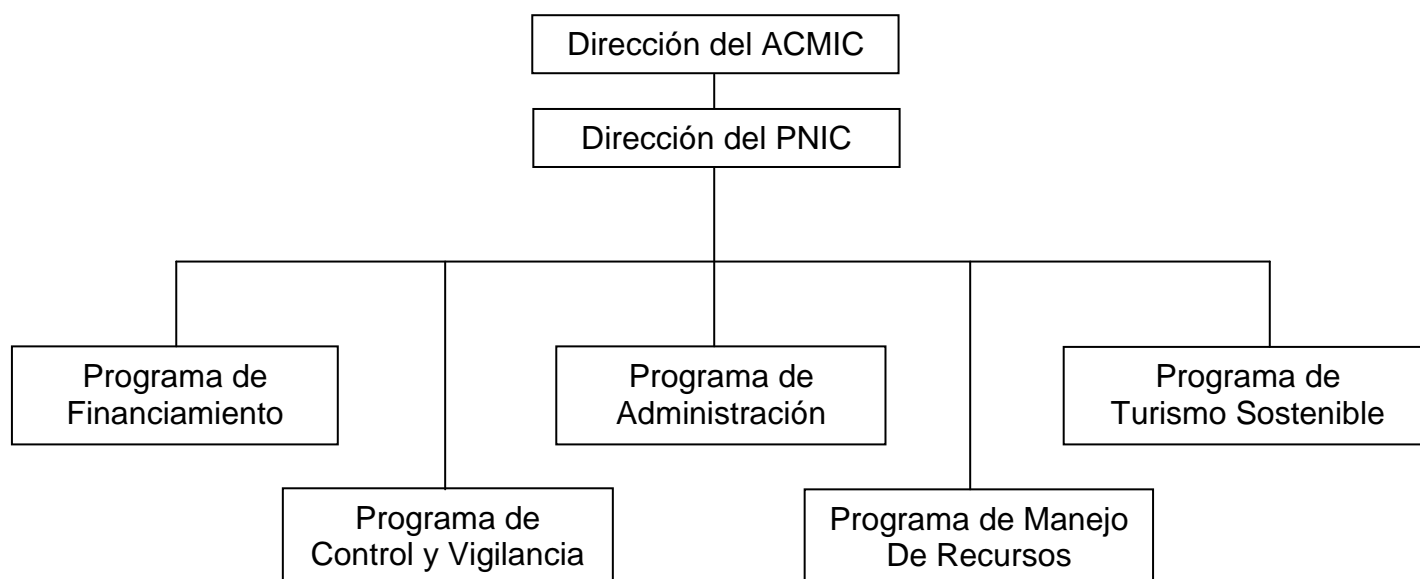 Dirección del ACMIC
Dirección del PNIC
Programa de
Financiamiento
Programa de
Administración
Programa de
Turismo Sostenible
Programa de
Control y Vigilancia
Programa de Manejo
De Recursos